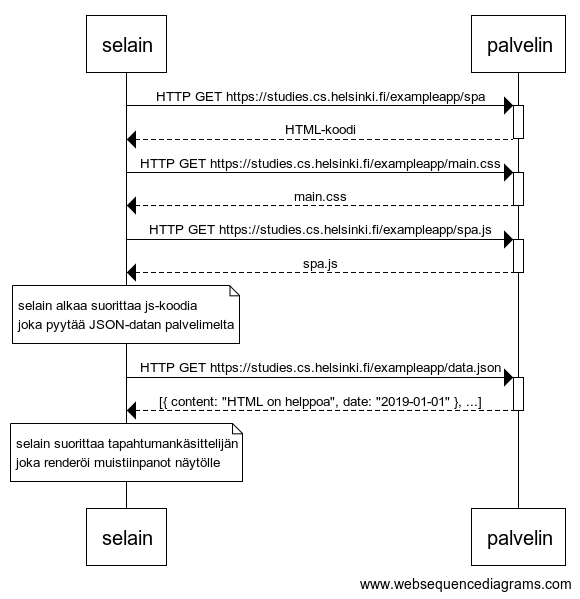 selain palvelin
HTTP GET https://studies.cs.helsinki.fi/exampleapp/spa
HTML-koodi
HTTP GET https://studies.cs.helsinki.fi/exampleapp/main.css
main.css
HTTP GET https://studies.cs.helsinki.fi/exampleapp/spa.js
spa.js
selain alkaa suorittaa js-koodia
joka pyytää JSON-datan palvelimelta
HTTP GET https://studies.cs.helsinki.fi/exampleapp/data.json
[{ content: "HTML on helppoa", date: "2019-01-01" }, ...]
selain suorittaa tapahtumankäsittelijän
joka renderöi muistiinpanot näytölle
selain palvelin
www.websequencediagrams.com